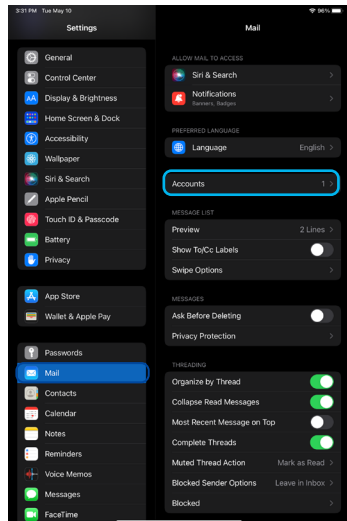 3:31 PM Tue May 10
96%
Settings
General
Control Center
AA
Display & Brightness
Home Screen & Dock
Accessibility
Wallpaper
Siri & Search
Apple Pencil
Touch ID & Passcode
Battery
Privacy
App Store
Wallet & Apple Pay
Passwords
Mail
Contacts
Calendar
Notes
Reminders
Voice Memos
Messages
FaceTime
Mail
ALLOW MAIL TO ACCESS
Siri & Search
Notifications
Banners, Badges
PREFERRED LANGUAGE
Language English
Accounts 1
MESSAGE LIST
Preview 2 Lines
Show To/Cc Labels
Swipe Options
MESSAGES
Ask Before Deleting
Privacy Protection
THREADING
Organize by Thread
Collapse Read Messages
Most Recent Message on Top
Complete Threads
Muted Thread Action Mark as Read
Blocked Sender Options Leave in Inbox
Blocked